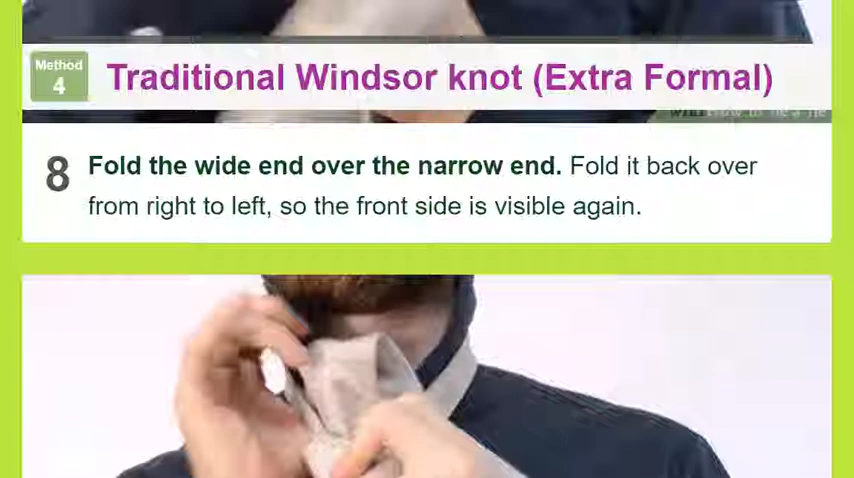 Method
4
Traditional Windsor knot (Extra Formal)
8
Fold the wide end over the narrow end. Fold it back over
from right to left, so the front side is visible again.